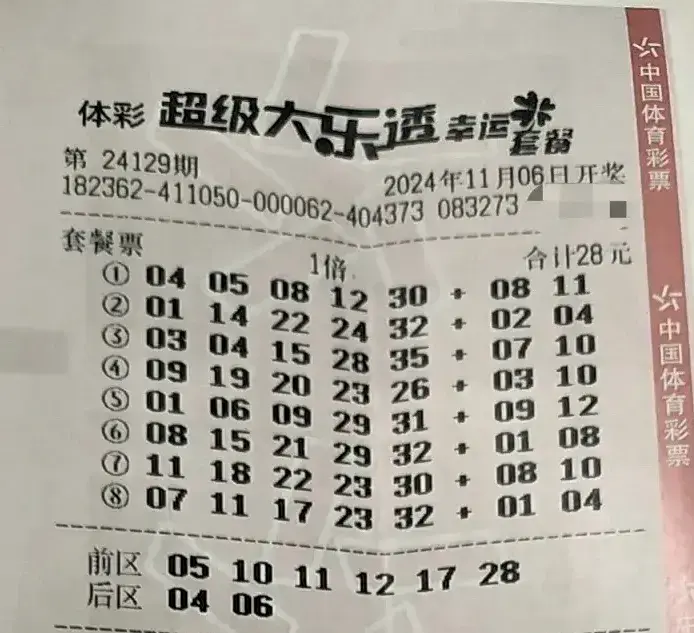 体彩 超级大乐透 幸运套餐
第 24129期
2024年11月06日开奖
182362-411050-000062-404373 083273
套餐票 1倍 合计28元
① 04 05 08 12 30 + 08 11
② 01 14 22 24 32 + 02 04
③ 03 04 15 28 35 + 07 10
④ 09 19 20 23 26 + 03 10
⑤ 01 06 09 29 31 + 09 12
⑥ 08 15 21 29 32 + 01 08
⑦ 11 18 22 23 30 + 08 10
⑧ 07 11 17 23 32 + 01 04
前区 05 10 11 12 17 28
后区 04 06
中国体育彩票
中国体育彩票